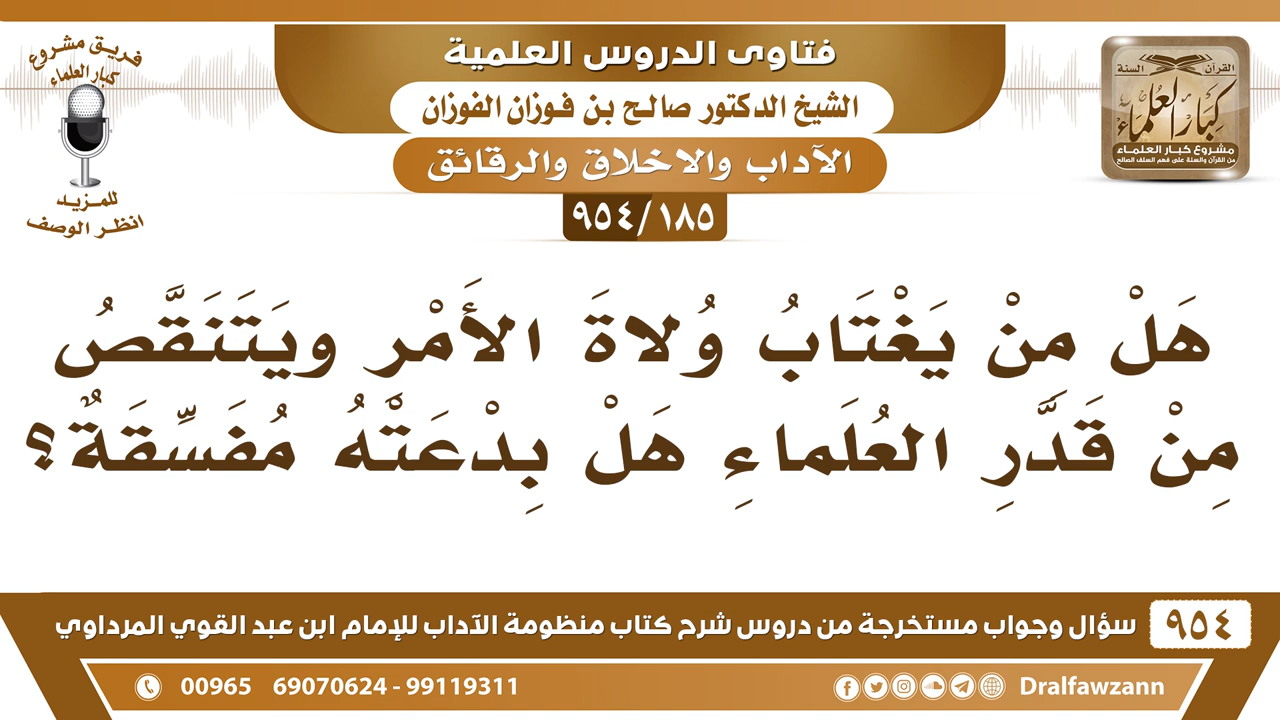 فتاوى الدروس العلمية
الشيخ الدكتور صالح بن فوزان الفوزان
الآداب والاخلاق والرقائق
٩٥٤/١٨٥
فريق مشروع
كبار العلماء
للمزيد
انظر الوصف
القرآن السنة
كبار العلماء
مشروع كبار العلماء
من القرآن والسنة على فهم السلف الصالح
هَلْ منْ يَغْتَابُ وُلاةَ الأَمْر ويَتَنَقَّصُ
مِنْ قَدَّرِ العُلَماءِ هَلْ بِدْعَتْهُ مُفَسِّقَةٌ؟
٩٥٤ سؤال وجواب مستخرجة من دروس شرح كتاب منظومة الآداب للإمام ابن عبد القوي المرداوي
00965 69070624 - 99119311
Dralfawzann